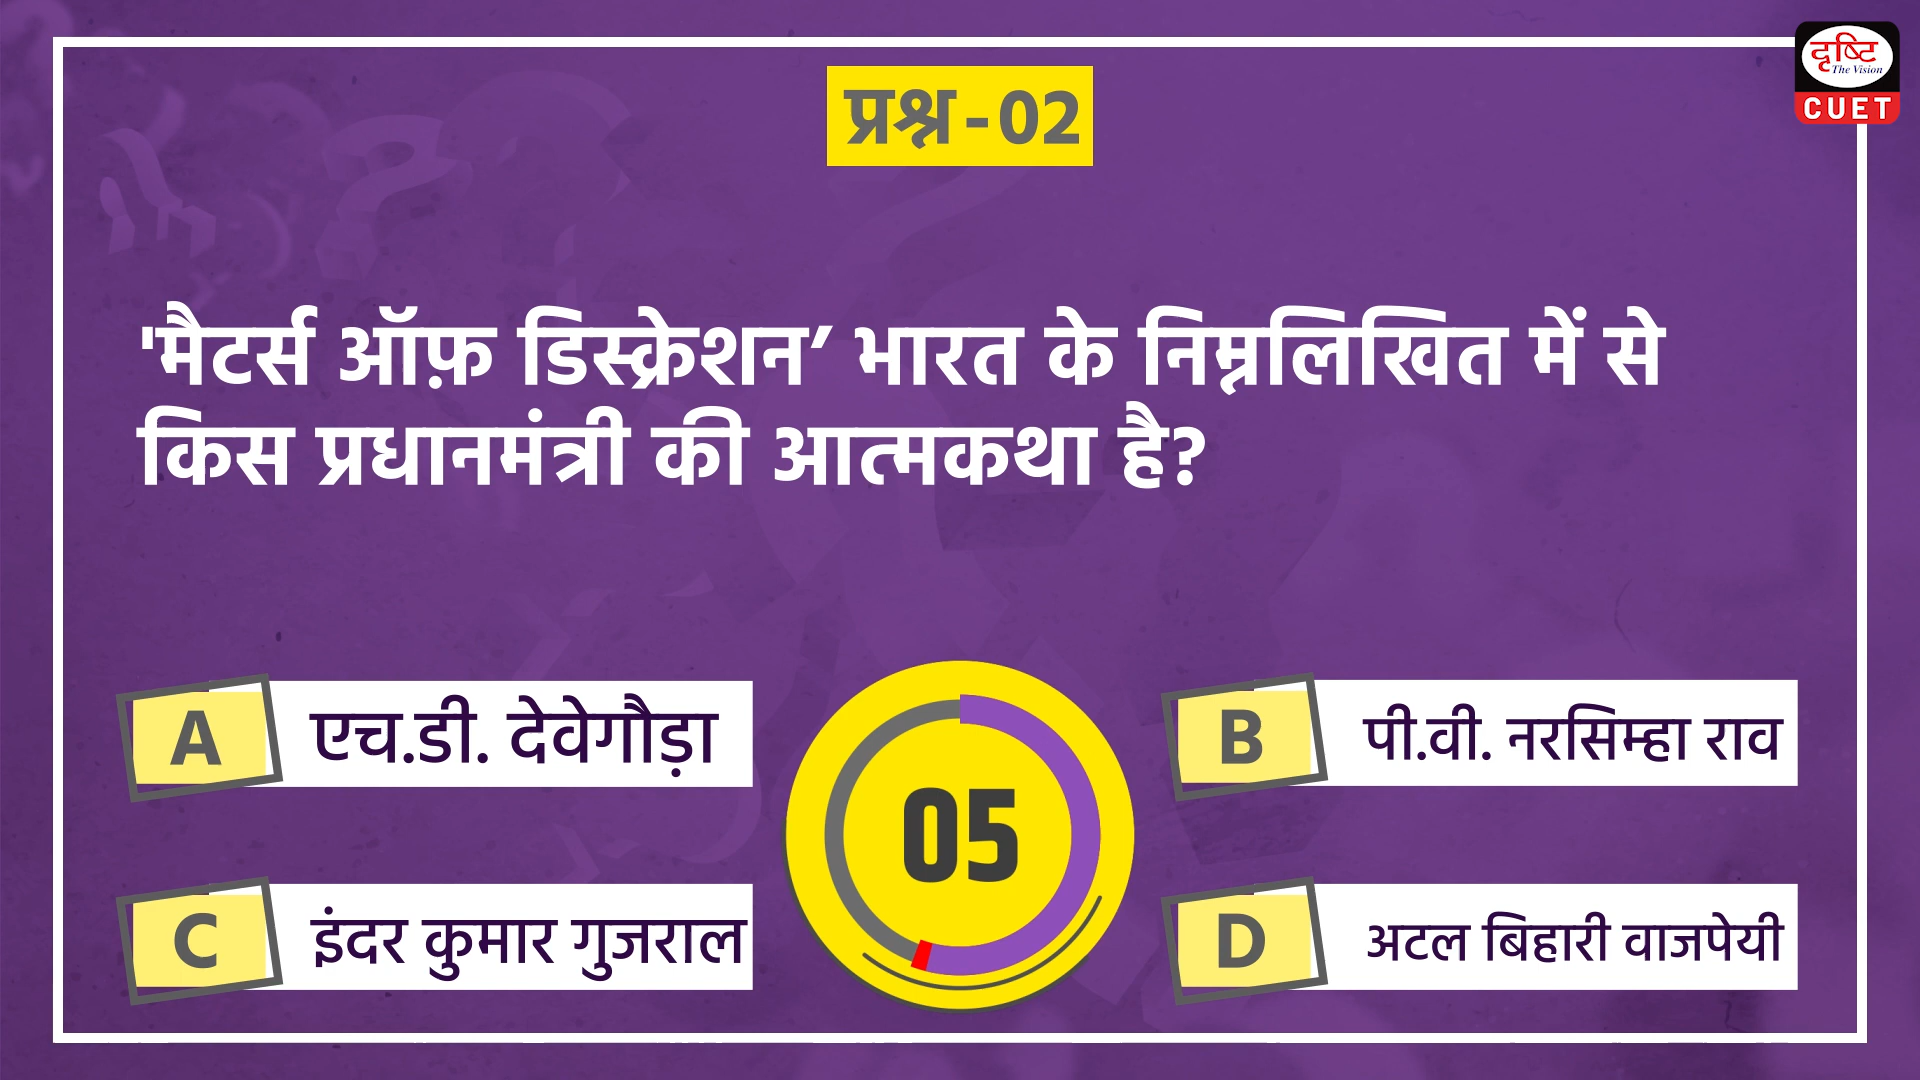 दृष्टि
The Vision
CUET
प्रश्न-02
'मैटर्स ऑफ़ डिस्क्रेशन’ भारत के निम्नलिखित में से
किस प्रधानमंत्री की आत्मकथा है?
A एच.डी. देवेगौड़ा
B पी.वी. नरसिम्हा राव
05
C इंदर कुमार गुजराल
D अटल बिहारी वाजपेयी